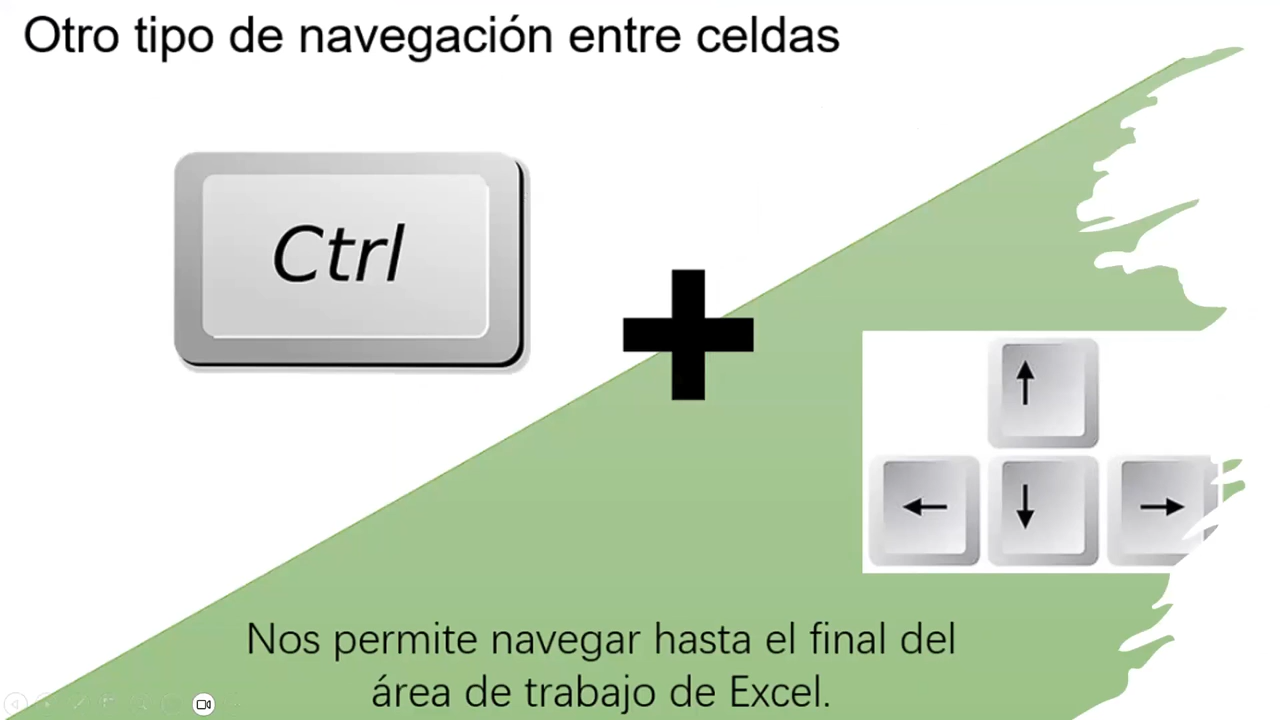 Otro tipo de navegación entre celdas
Ctrl
Nos permite navegar hasta el final del
área de trabajo de Excel.